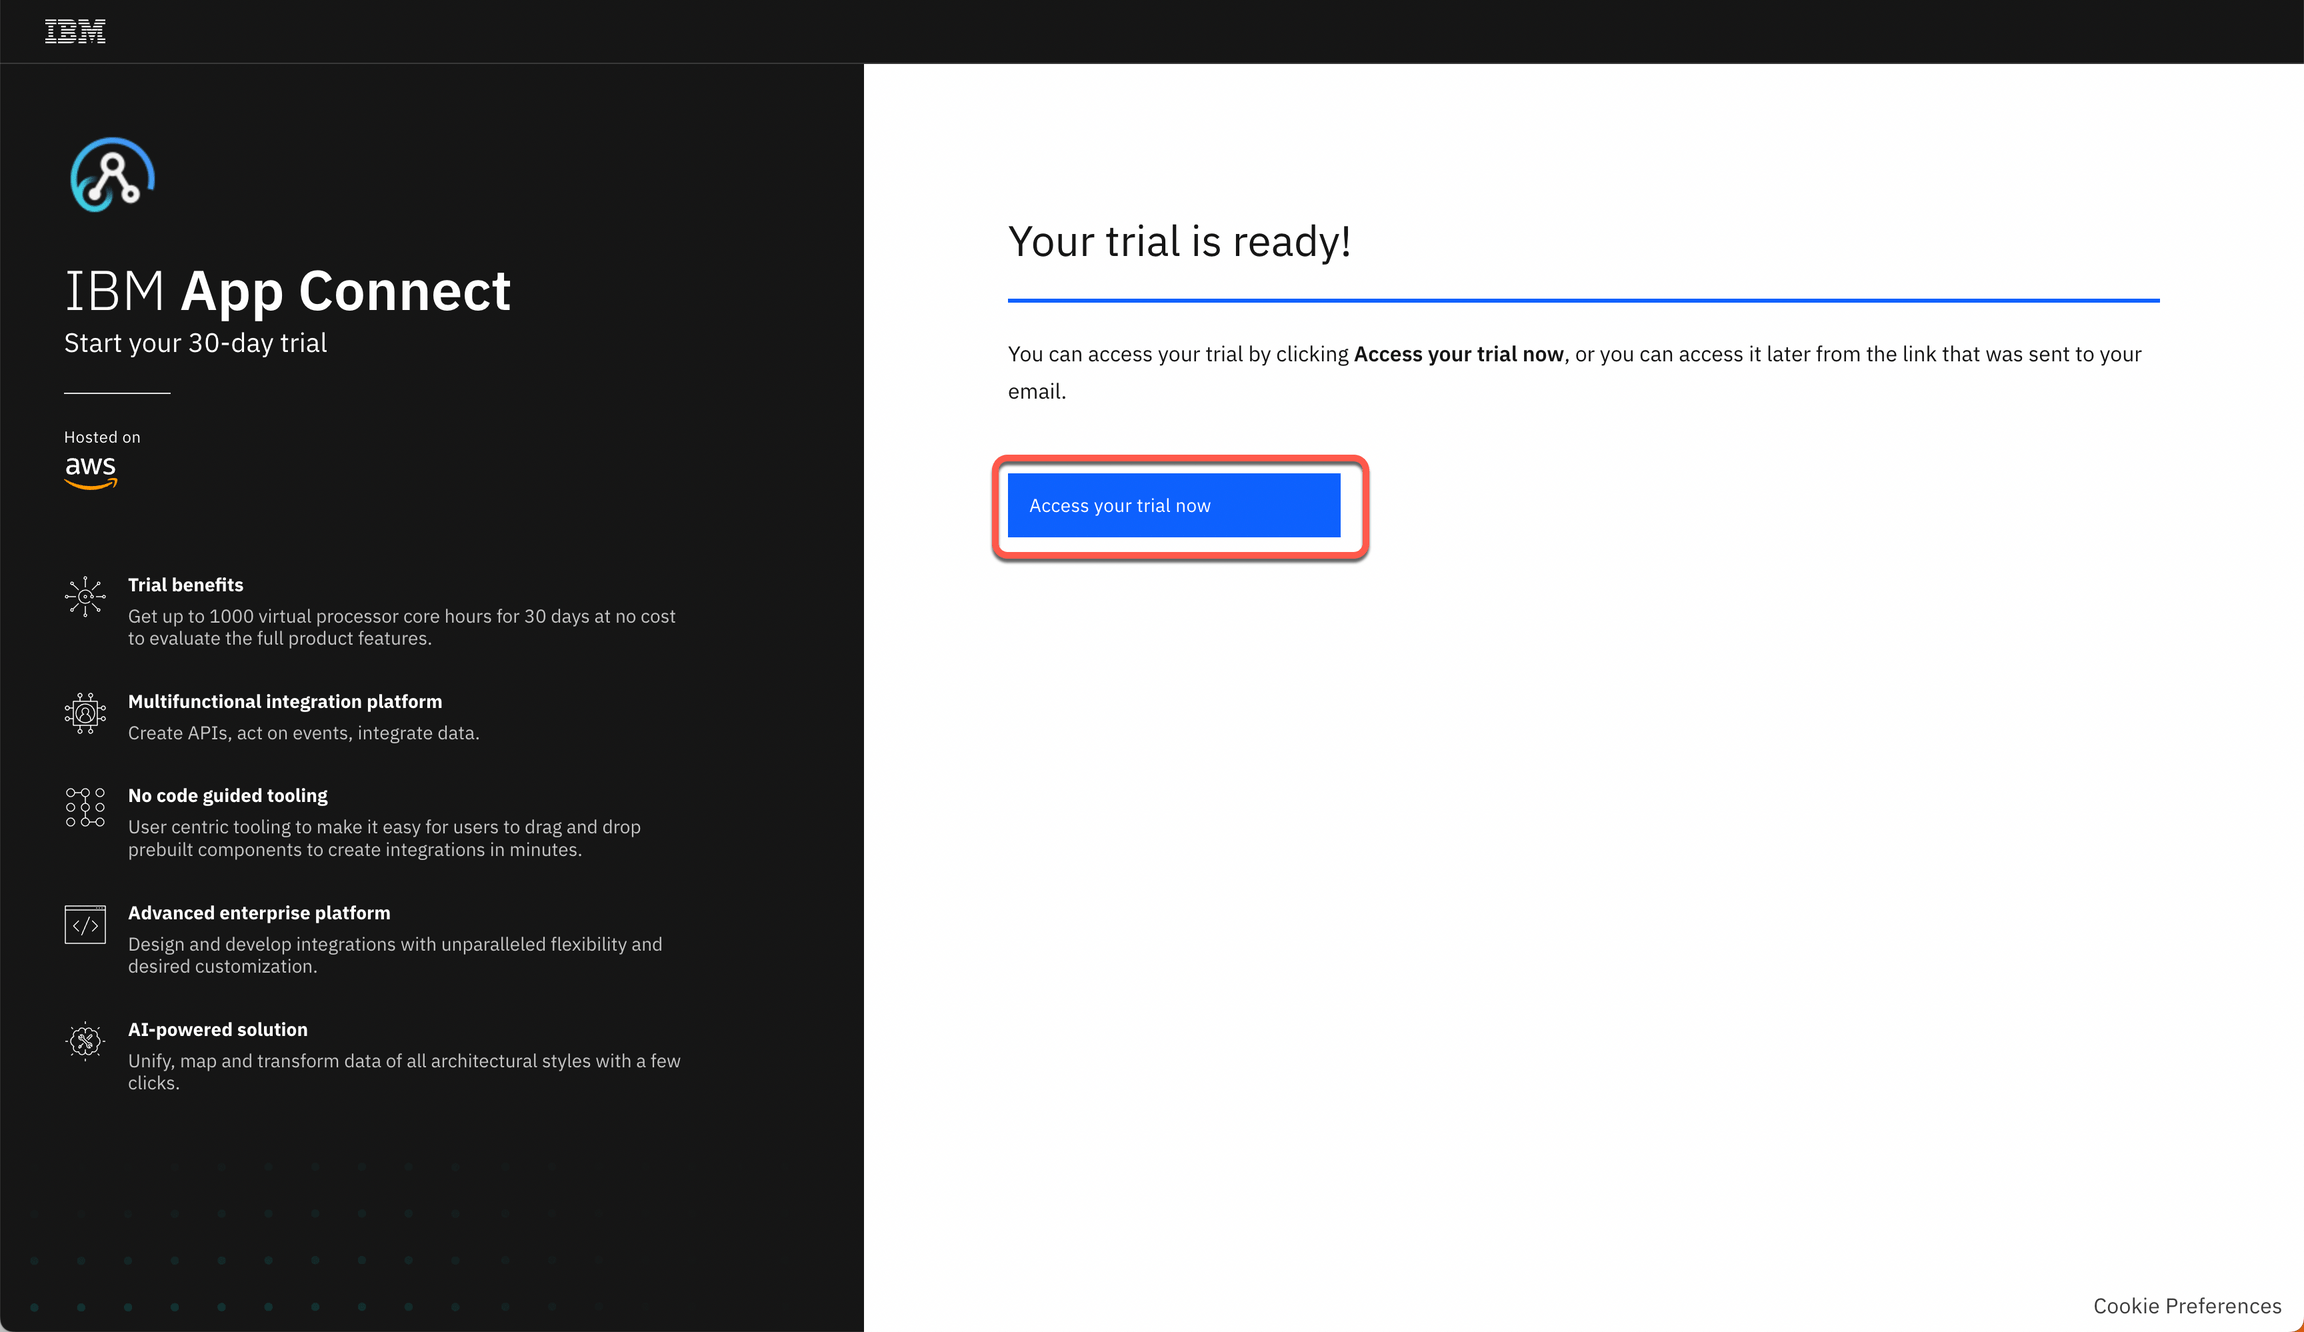 IBM
IBM App Connect
Start your 30-day trial
Hosted on
aws
Trial benefits
Get up to 1000 virtual processor core hours for 30 days at no cost
to evaluate the full product features.
Multifunctional integration platform
Create APIs, act on events, integrate data.
No code guided tooling
User centric tooling to make it easy for users to drag and drop
prebuilt components to create integrations in minutes.
Advanced enterprise platform
Design and develop integrations with unparalleled flexibility and
desired customization.
AI-powered solution
Unify, map and transform data of all architectural styles with a few
clicks.
Your trial is ready!
You can access your trial by clicking Access your trial now, or you can access it later from the link that was sent to your
email.
Access your trial now
Cookie Preferences